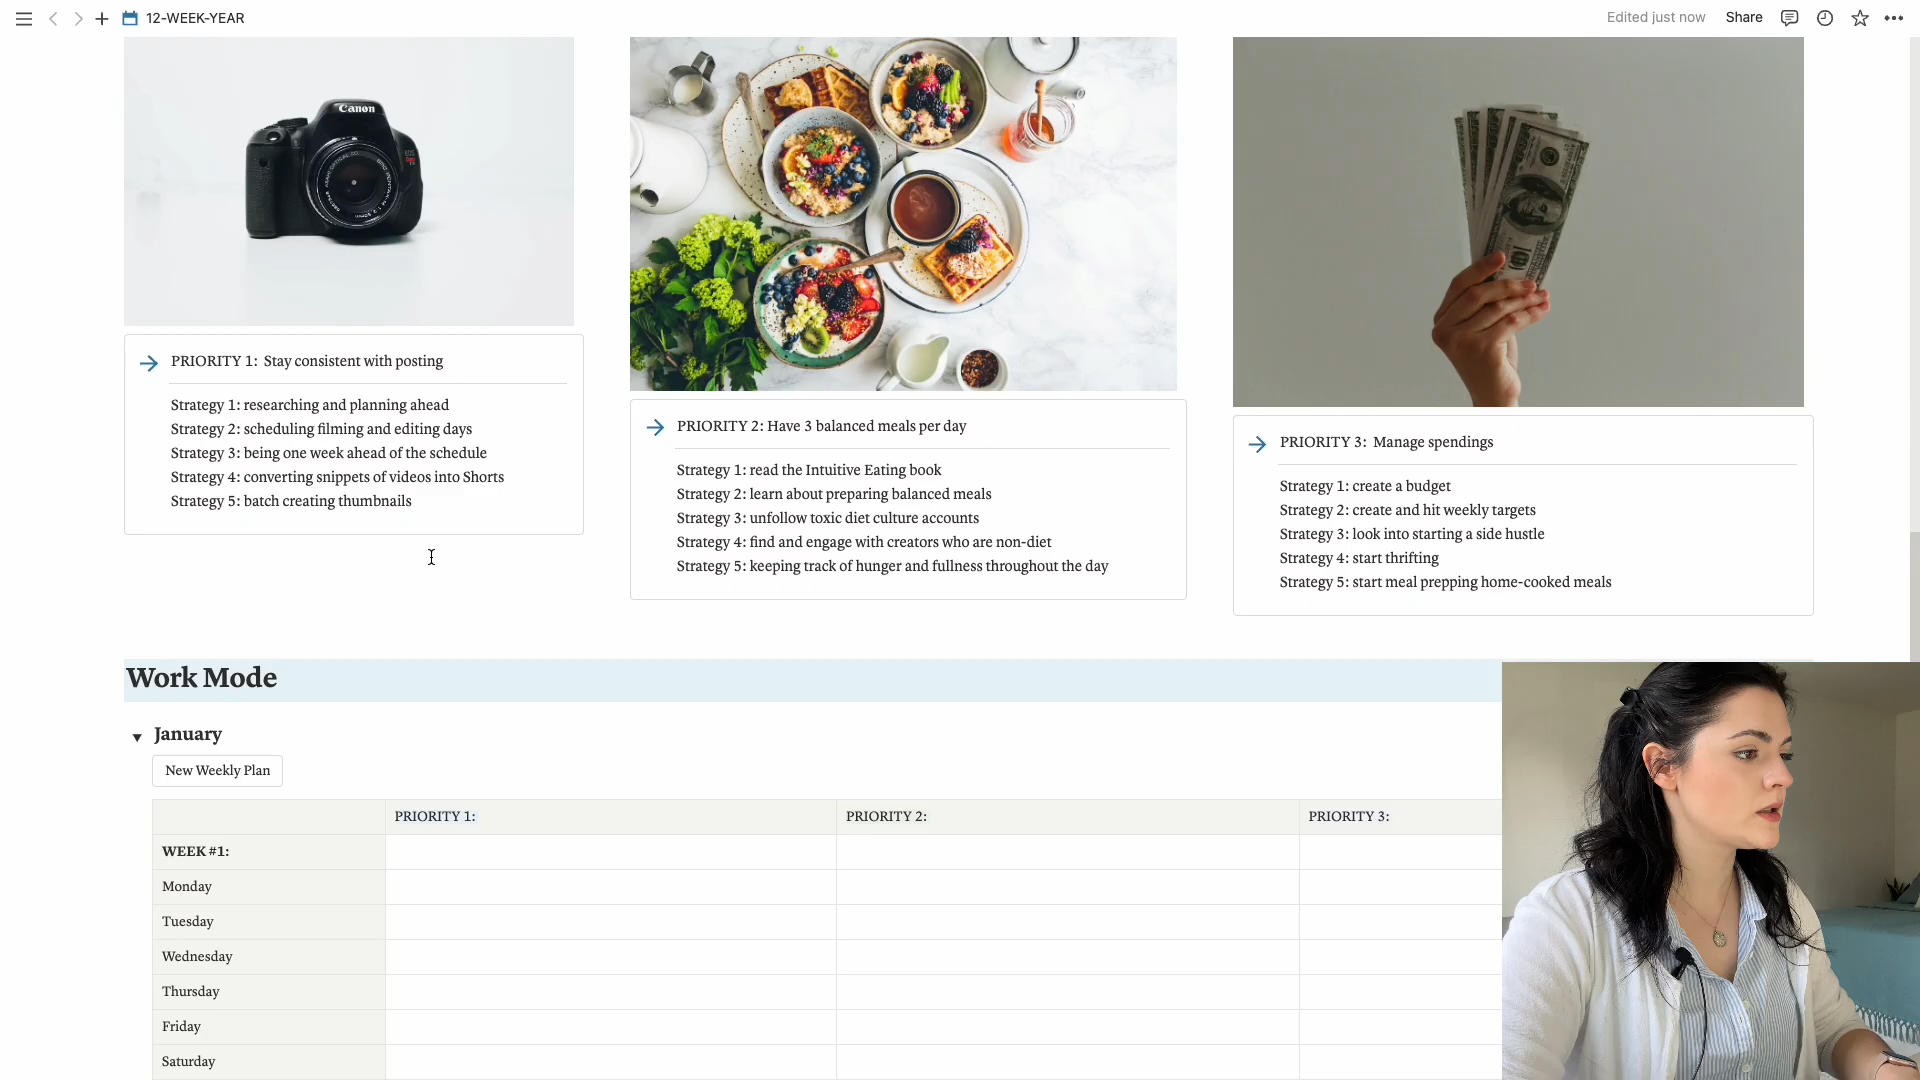 12-WEEK-YEAR
Edited just now
Share
Canon
PRIORITY 1: Stay consistent with posting
Strategy 1: researching and planning ahead
Strategy 2: scheduling filming and editing days
Strategy 3: being one week ahead of the schedule
Strategy 4: converting snippets of videos into Shorts
Strategy 5: batch creating thumbnails
PRIORITY 2: Have 3 balanced meals per day
Strategy 1: read the Intuitive Eating book
Strategy 2: learn about preparing balanced meals
Strategy 3: unfollow toxic diet culture accounts
Strategy 4: find and engage with creators who are non-diet
Strategy 5: keeping track of hunger and fullness throughout the day
100
PRIORITY 3: Manage spendings
Strategy 1: create a budget
Strategy 2: create and hit weekly targets
Strategy 3: look into starting a side hustle
Strategy 4: start thrifting
Strategy 5: start meal prepping home-cooked meals
Work Mode
January
New Weekly Plan
PRIORITY 1:
PRIORITY 2:
PRIORITY 3:
WEEK #1:
Monday
Tuesday
Wednesday
Thursday
Friday
Saturday